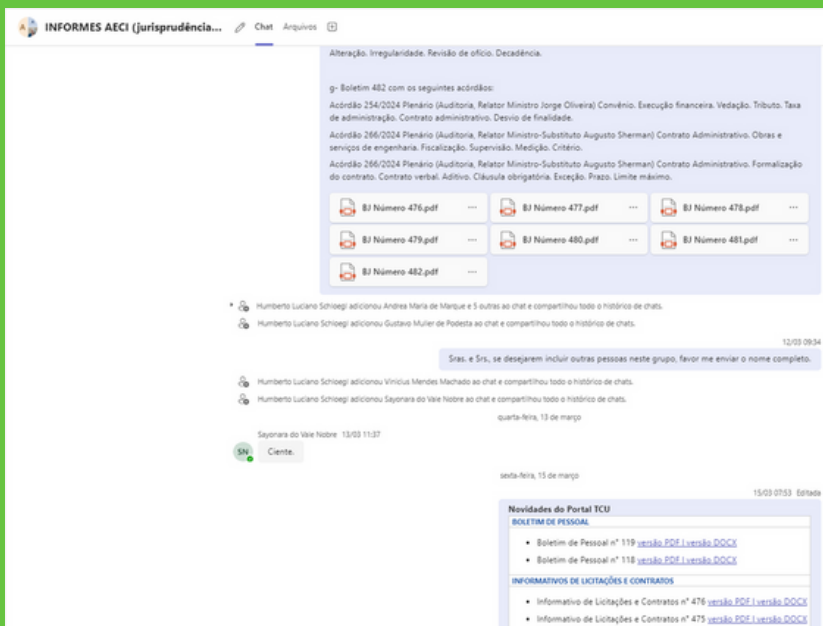 INFORMES AECI (jurisprudência... Chat Arquivos
Alteração. Irregularidade. Revisão de ofício. Decadência.
g- Boletim 482 com os seguintes acórdãos:
Acórdão 254/2024 Plenário (Auditoria, Relator Ministro Jorge Oliveira) Convênio. Execução financeira. Vedação. Tributo. Taxa
de administração. Contrato administrativo. Desvio de finalidade.
Acórdão 266/2024 Plenário (Auditoria, Relator Ministro-Substituto Augusto Sherman) Contrato Administrativo. Obras e
serviços de engenharia. Fiscalização. Supervisão. Medição. Critério.
Acórdão 266/2024 Plenário (Auditoria, Relator Ministro-Substituto Augusto Sherman) Contrato Administrativo. Formalização
do contrato. Contrato verbal. Aditivo. Cláusula obrigatória. Exceção. Prazo. Limite máximo.
BJ Número 476.pdf ... BJ Número 477.pdf ... BJ Número 478.pdf ...
BJ Número 479.pdf ... BJ Número 480.pdf ... BJ Número 481.pdf ...
BJ Número 482.pdf ...
Humberto Luciano Schioegl adicionou Andrea Maria de Marque e 5 outras ao chat e compartilhou todo o histórico de chats.
Humberto Luciano Schioegl adicionou Gustavo Muller de Podesta ao chat e compartilhou todo o histórico de chats.
12/03 09:34
Sras. e Srs., se desejarem incluir outras pessoas neste grupo, favor me enviar o nome completo.
Humberto Luciano Schioegl adicionou Vinicius Mendes Machado ao chat e compartilhou todo o histórico de chats.
Humberto Luciano Schioegl adicionou Sayonara do Vale Nobre ao chat e compartilhou todo o histórico de chats.
quarta-feira, 13 de março
Sayonara do Vale Nobre 13/03 11:37
SN Ciente.
sexta-feira, 15 de março
15/03 07:53 Editada
Novidades do Portal TCU
BOLETIM DE PESSOAL
• Boletim de Pessoal n° 119 versão PDF | versão DOCX
• Boletim de Pessoal n° 118 versão PDF | versão DOCX
INFORMATIVOS DE LICITAÇÕES E CONTRATOS
• Informativo de Licitações e Contratos n° 476 versão PDF | versão DOCX
• Informativo de Licitações e Contratos n° 475 versão PDF | versão DOCX